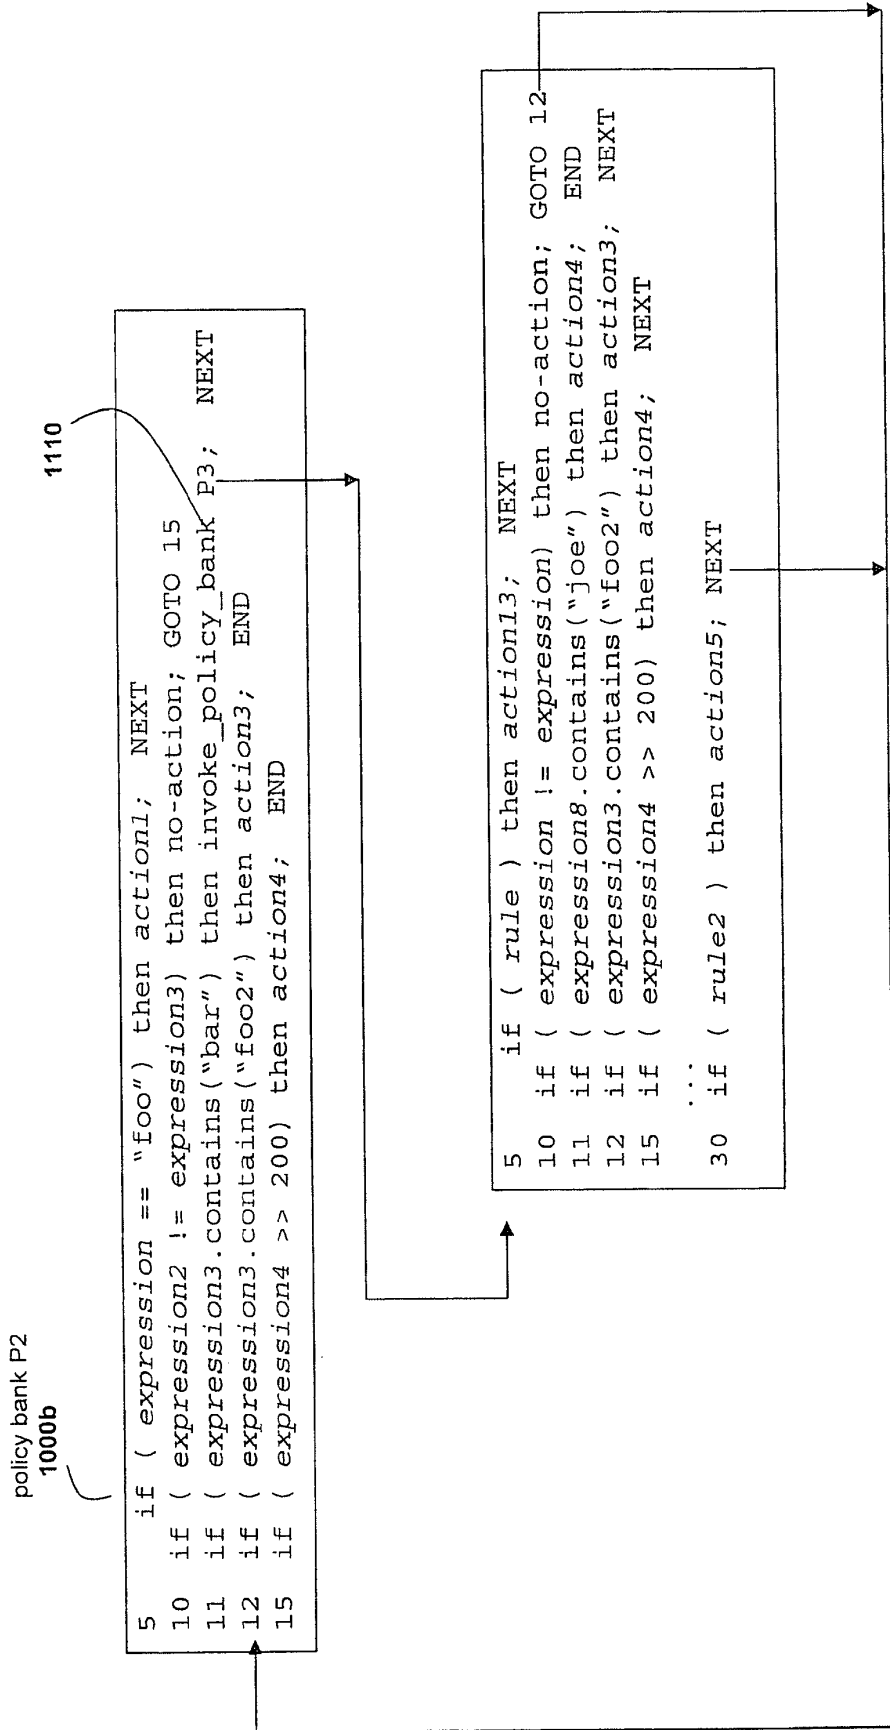 policy bank P2
1000b
1110
5 if ( expression == "foo") then action1; NEXT
10 if ( expression2 != expression3) then no-action; GOTO 15
11 if ( expression3.contains("bar") then invoke_policy_bank P3; NEXT
12 if ( expression3.contains("foo2") then action3; END
15 if ( expression4 >> 200) then action4; END
5 if ( rule ) then action13; NEXT
10 if ( expression != expression) then no-action; GOTO 12
11 if ( expression8.contains("joe") then action4; END
12 if ( expression3.contains("foo2") then action3; NEXT
15 if ( expression4 >> 200) then action4; NEXT
...
30 if ( rule2 ) then action5; NEXT